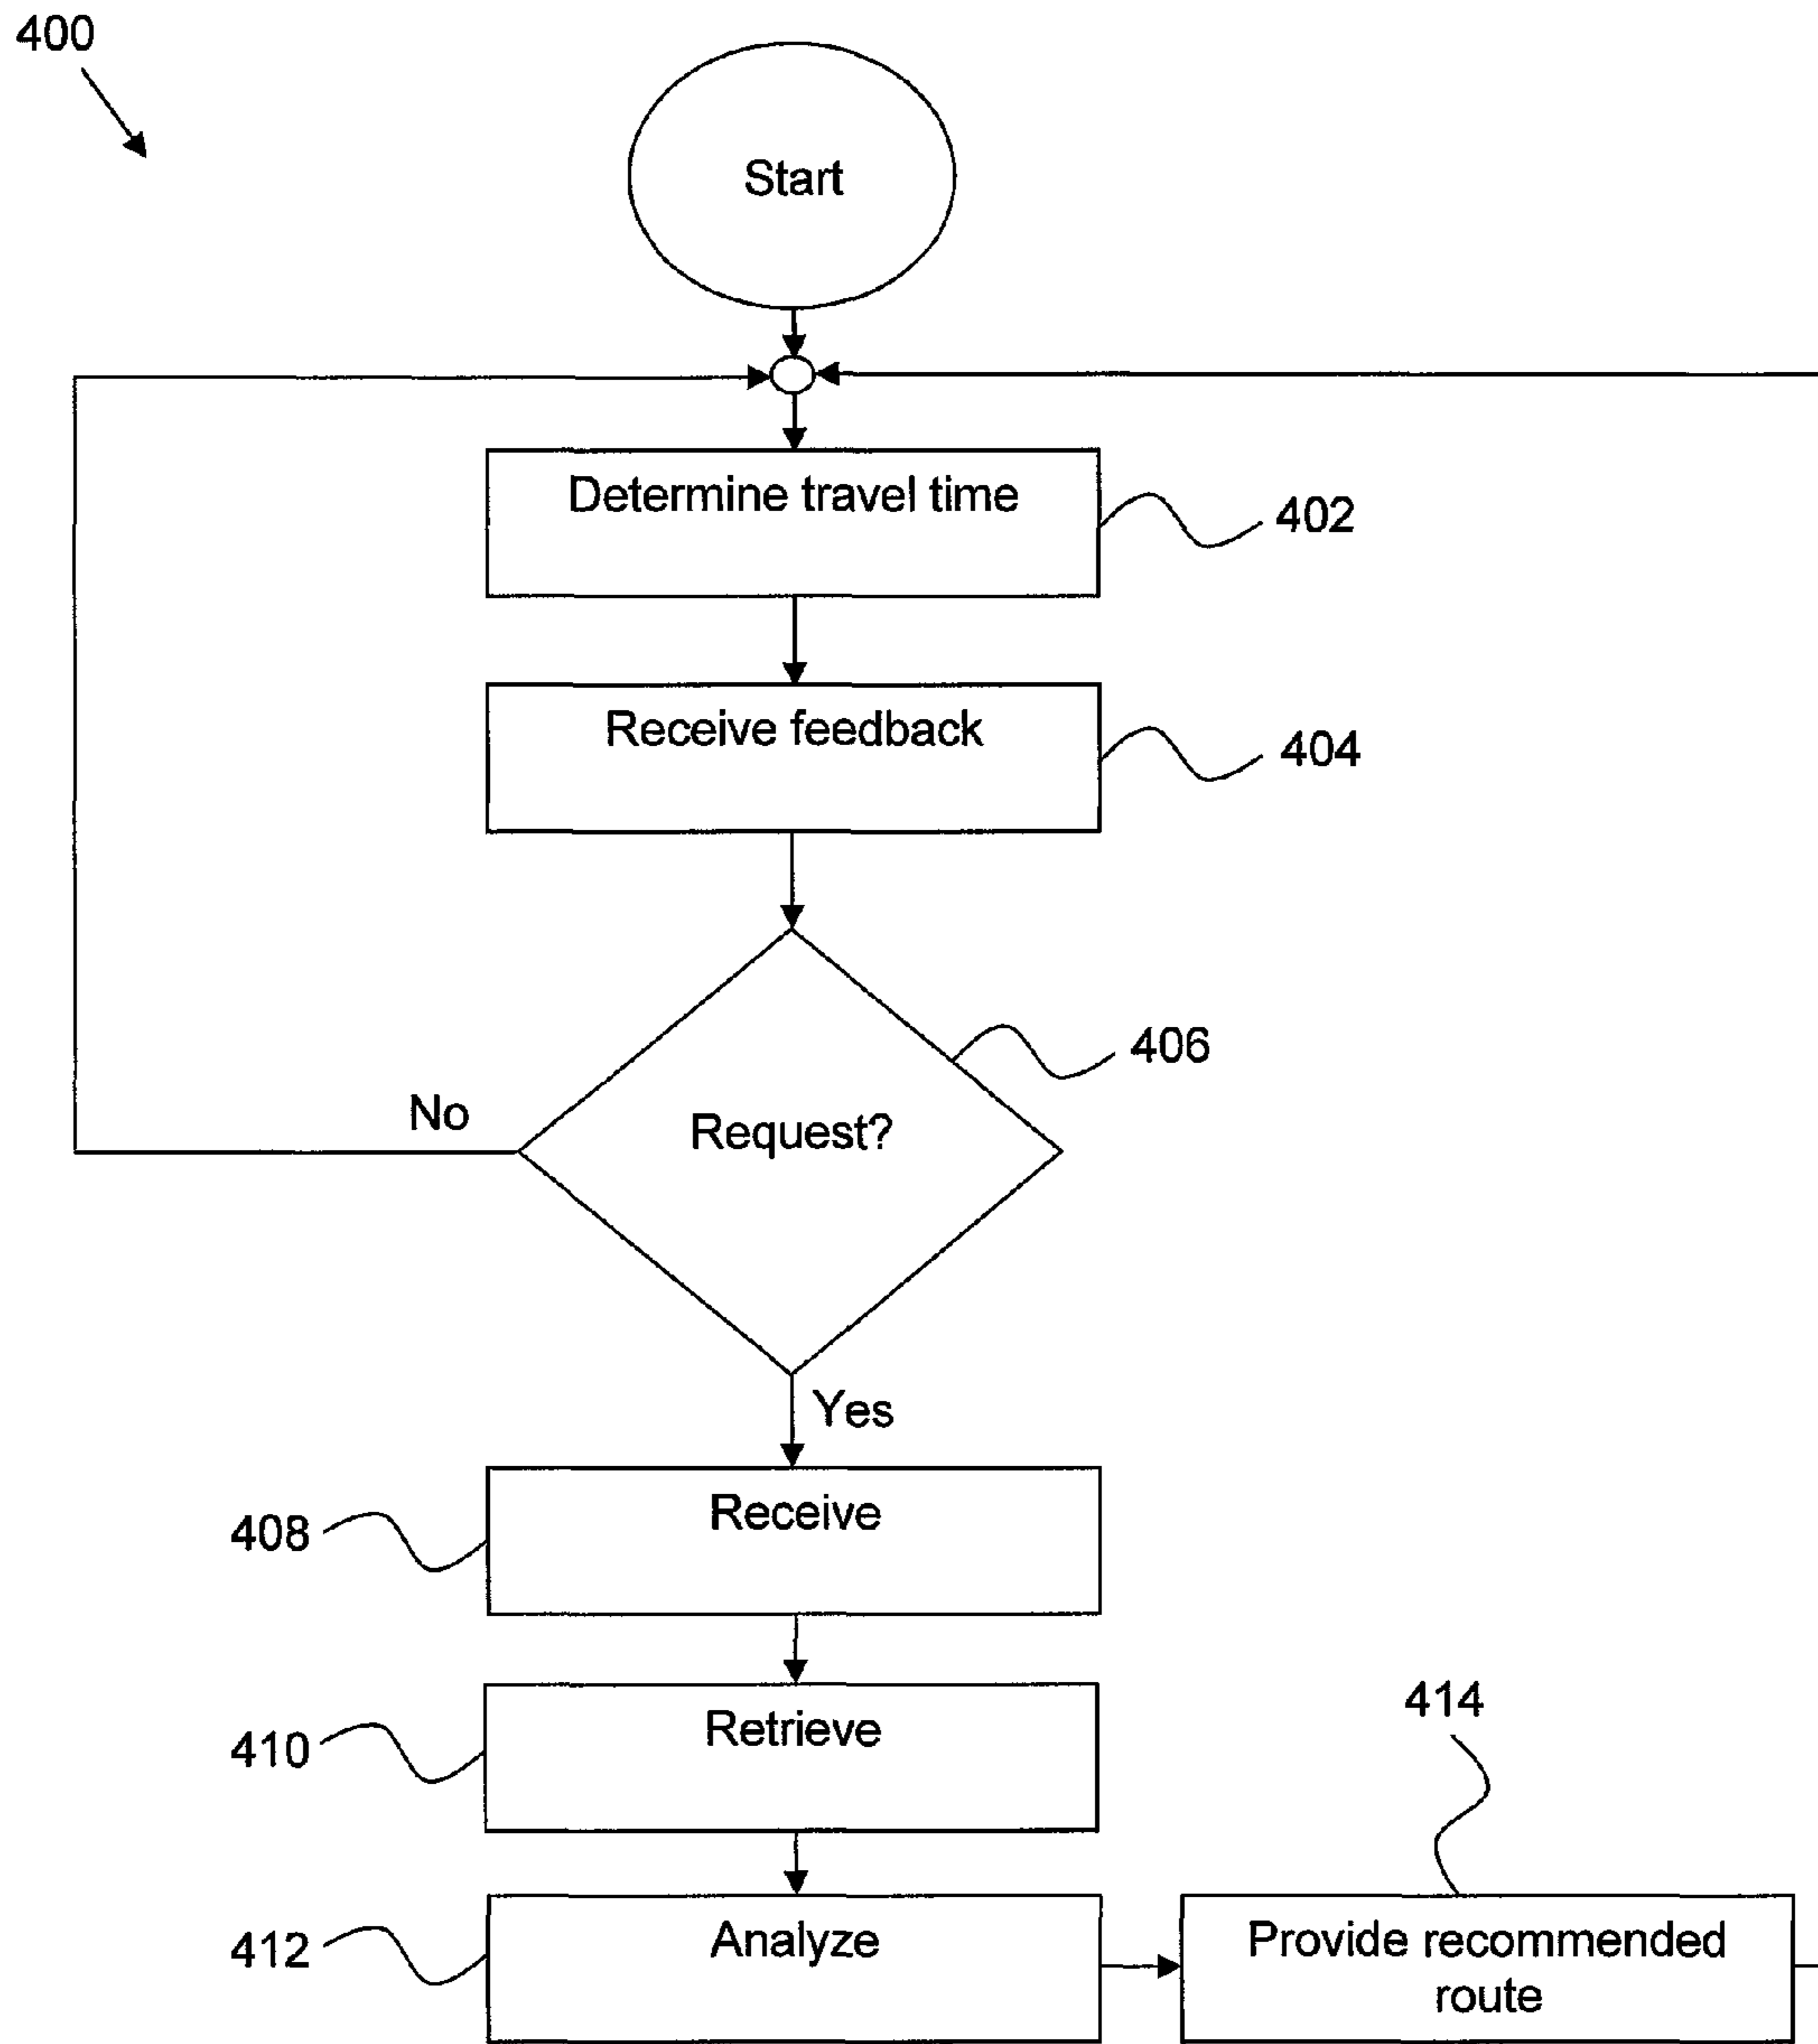 400
Start
Determine travel time
402
Receive feedback
404
406
Request?
No
Yes
Receive
408
Retrieve
410
414
Analyze
412
Provide recommended
route